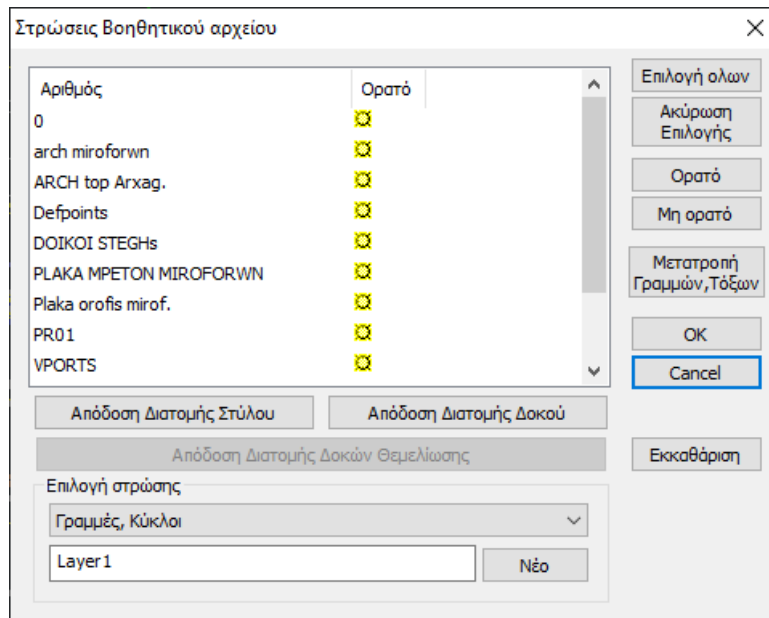 Στρώσεις Βοηθητικού αρχείου
Αριθμός Ορατό
0
arch miroforwn
ARCH top Arxag.
Defpoints
DOIKOI STEGHs
PLAKA MPETON MIROFORWN
Plaka orofis mirof.
PR01
VPORTS
Επιλογή ολων
Ακύρωση
Επιλογής
Ορατό
Μη ορατό
Μετατροπή
Γραμμών,Τόξων
OK
Cancel
Απόδοση Διατομής Στύλου Απόδοση Διατομής Δοκού
Απόδοση Διατομής Δοκών Θεμελίωσης Εκκαθάριση
Επιλογή στρώσης
Γραμμές, Κύκλοι
Layer1 Νέο